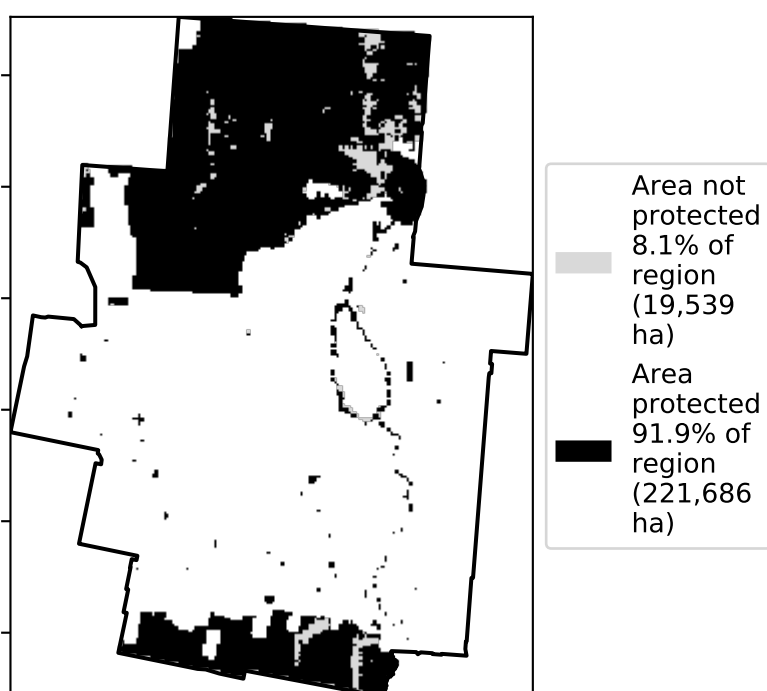 Area not
protected
8.1% of
region
(19,539
ha)
Area
protected
91.9% of
region
(221,686
ha)